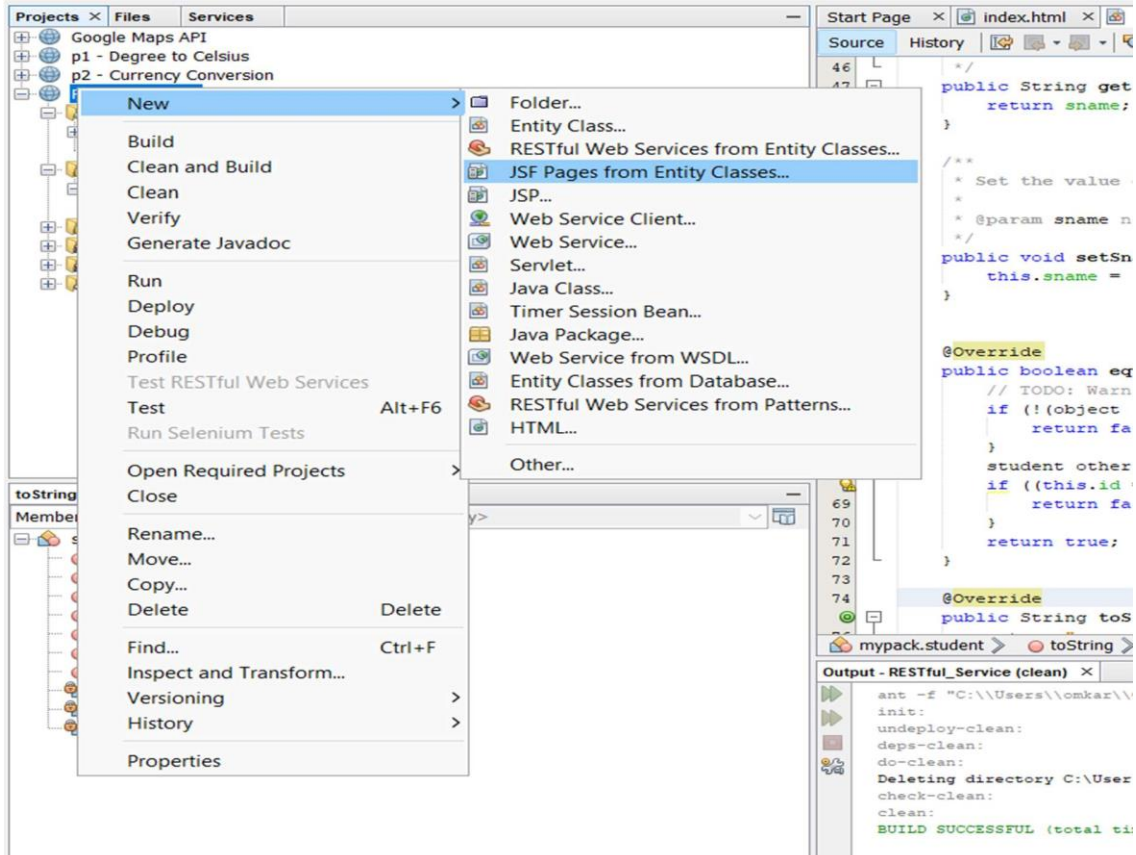 Projects × Files Services
Google Maps API
p1 - Degree to Celsius
p2 - Currency Conversion
New >
Build
Clean and Build
Clean
Verify
Generate Javadoc
Run
Deploy
Debug
Profile
Test RESTful Web Services
Test Alt+F6
Run Selenium Tests
Open Required Projects >
Close
Rename...
Move...
Copy...
Delete Delete
Find... Ctrl+F
Inspect and Transform...
Versioning >
History >
Properties
Folder...
Entity Class...
RESTful Web Services from Entity Classes...
JSF Pages from Entity Classes...
JSP...
Web Service Client...
Web Service...
Servlet...
Java Class...
Timer Session Bean...
Java Package...
Web Service from WSDL...
Entity Classes from Database...
RESTful Web Services from Patterns...
HTML...
Other...
toString
Member
y>
Start Page × index.html ×
Source History
46 */
47 public String get
return sname;
}
/**
* Set the value
*
* @param sname n
*/
public void setSn
this.sname =
}
@Override
public boolean eq
// TODO: Warn
if (!(object
return fa
}
student other
if ((this.id
69 return fa
70 }
71 return true;
72 }
73
74 @Override
public String toS
mypack.student > toString >
Output - RESTful_Service (clean) ×
ant -f "C:\\Users\\omkar\\
init:
undeploy-clean:
deps-clean:
do-clean:
Deleting directory C:\User
check-clean:
clean:
BUILD SUCCESSFUL (total ti